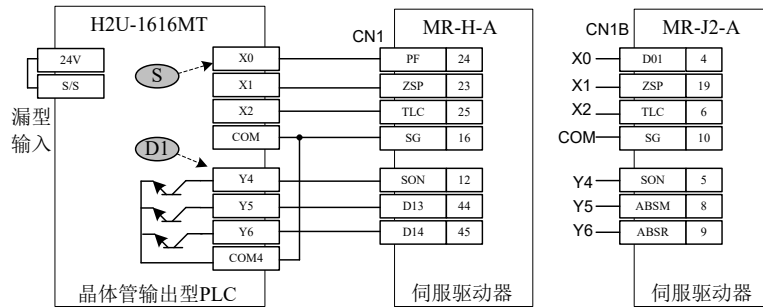 H2U-1616MT
MR-H-A
MR-J2-A
CN1
CN1B
24V
S/S
漏型
输入
S
D1
X0
X1
X2
COM
Y4
Y5
Y6
COM4
晶体管输出型PLC
PF 24
ZSP 23
TLC 25
SG 16
SON 12
D13 44
D14 45
伺服驱动器
X0 D01 4
X1 ZSP 19
X2 TLC 6
COM SG 10
Y4 SON 5
Y5 ABSM 8
Y6 ABSR 9
伺服驱动器